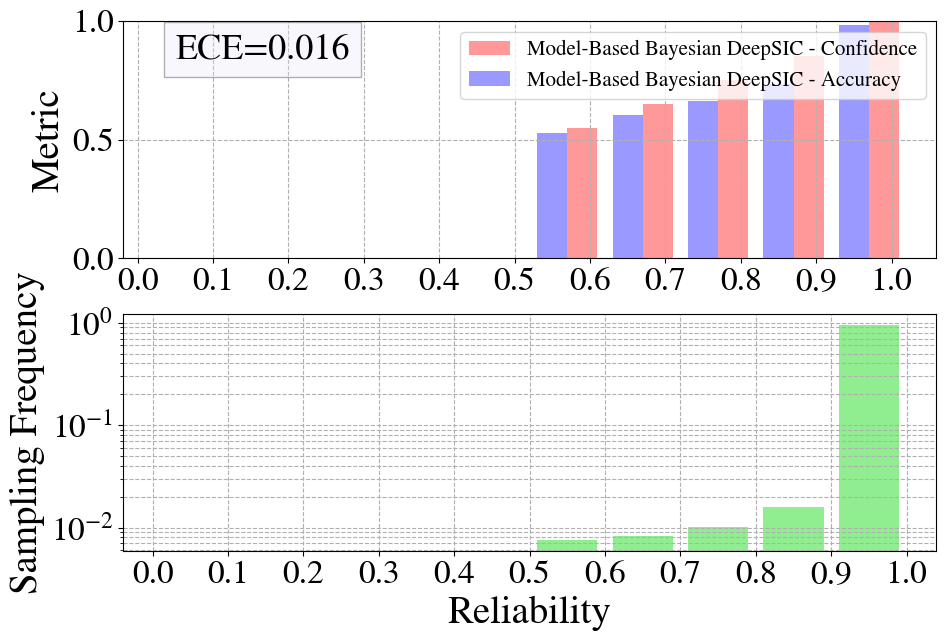 ECE=0.016
Model-Based Bayesian DeepSIC - Confidence
Model-Based Bayesian DeepSIC - Accuracy
Metric
1.0
0.5
0.0
0.0 0.1 0.2 0.3 0.4 0.5 0.6 0.7 0.8 0.9 1.0
Sampling Frequency
10⁰
10⁻¹
10⁻²
0.0 0.1 0.2 0.3 0.4 0.5 0.6 0.7 0.8 0.9 1.0
Reliability